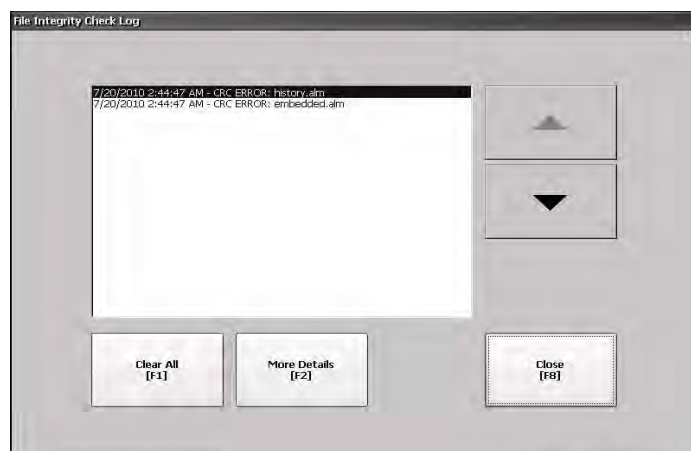 File Integrity Check Log
7/20/2010 2:44:47 AM - CRC ERROR: history.alm
7/20/2010 2:44:47 AM - CRC ERROR: embedded.alm
Clear All
[F1]
More Details
[F2]
Close
[F8]